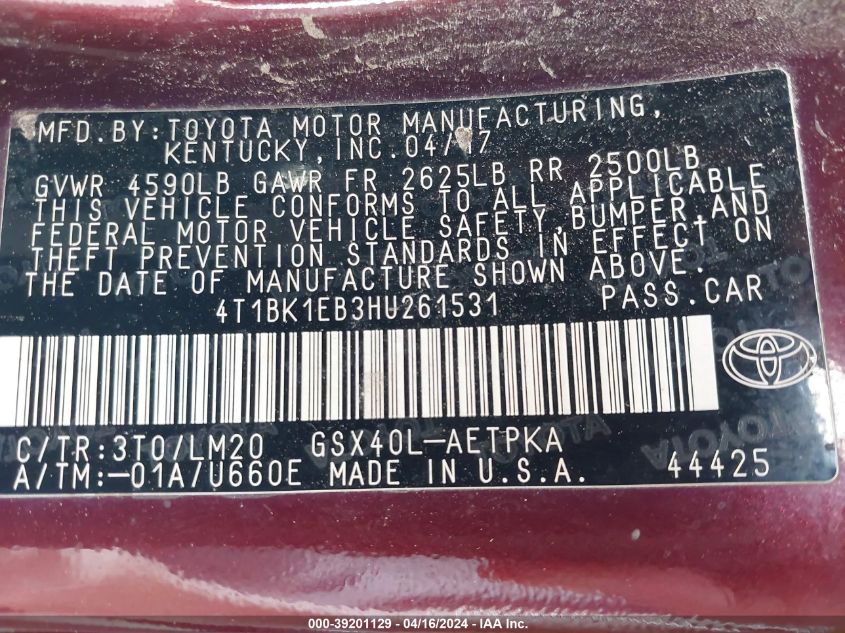 MFD.BY:TOYOTA MOTOR MANUFACTURING,
KENTUCKY,INC.
GVWR 4590LB GAWR FR 2625LB RR 2500LB
THIS VEHICLE CONFORMS TO ALL APPLICABLE
FEDERAL MOTOR VEHICLE SAFETY,BUMPER,AND
THEFT PREVENTION STANDARDS IN EFFECT ON
THE DATE OF MANUFACTURE SHOWN ABOVE.
4T1BK1EB3HU261531 PASS.CAR
C/TR:3T0/LM20 GSX40L-AETPKA
A/TM:-01A/U660E MADE IN U.S.A. 44425
000-39201129 - 04/16/2024 - IAA Inc.